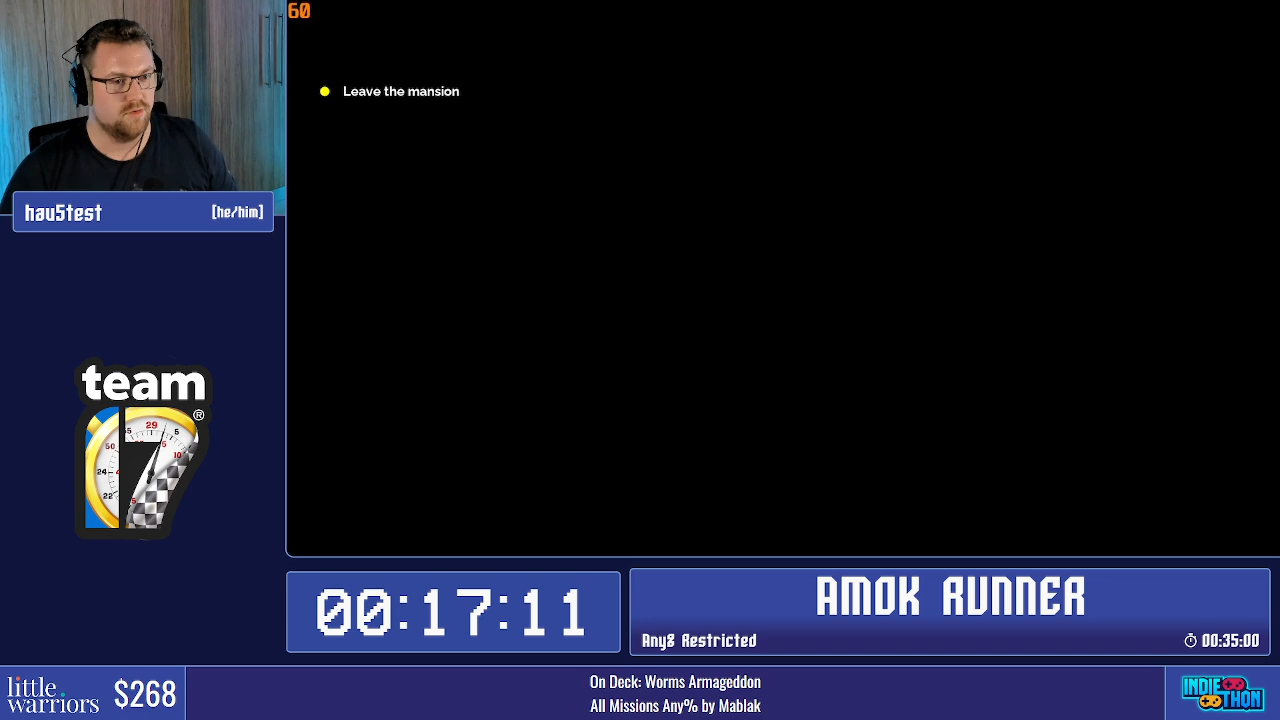 60
Leave the mansion
hau5test
[he/him]
team
®
00:17:11
AMOK RUNNER
Any% Restricted
00:35:00
little warriors
$268
On Deck: Worms Armageddon
All Missions Any% by Mablak
INDIE
THON